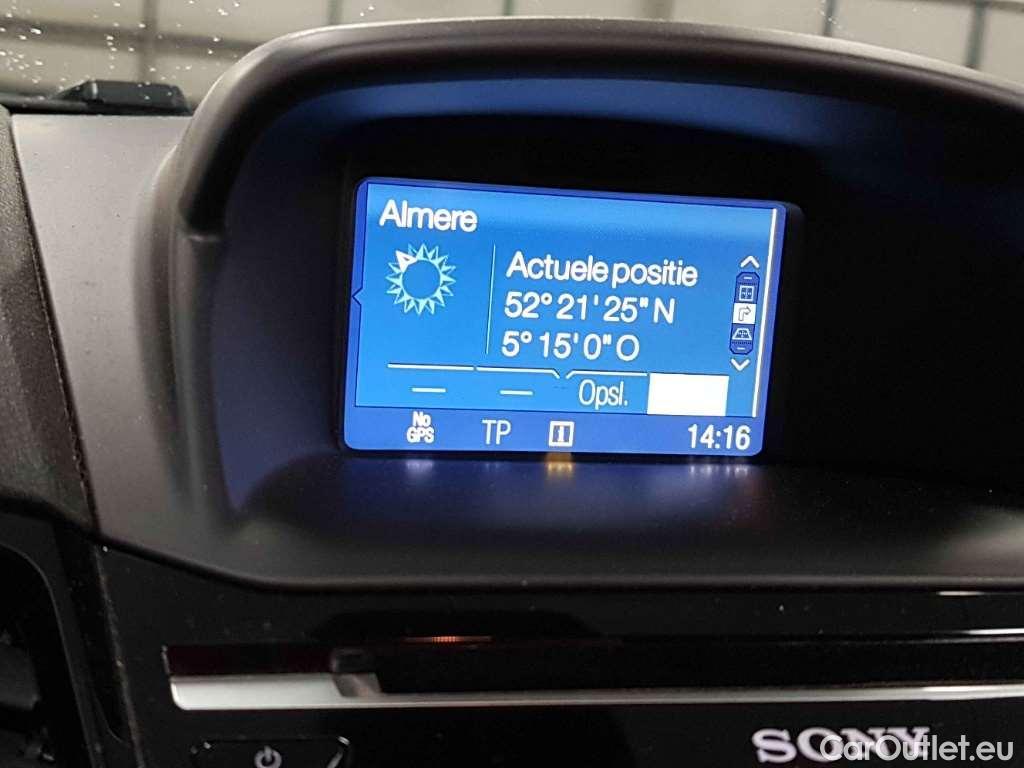 Almere
Actuele positie
52° 21' 25" N
5° 15' 0" O
Opsl.
No
GPS
TP
14:16
SONY
CarOutlet.eu